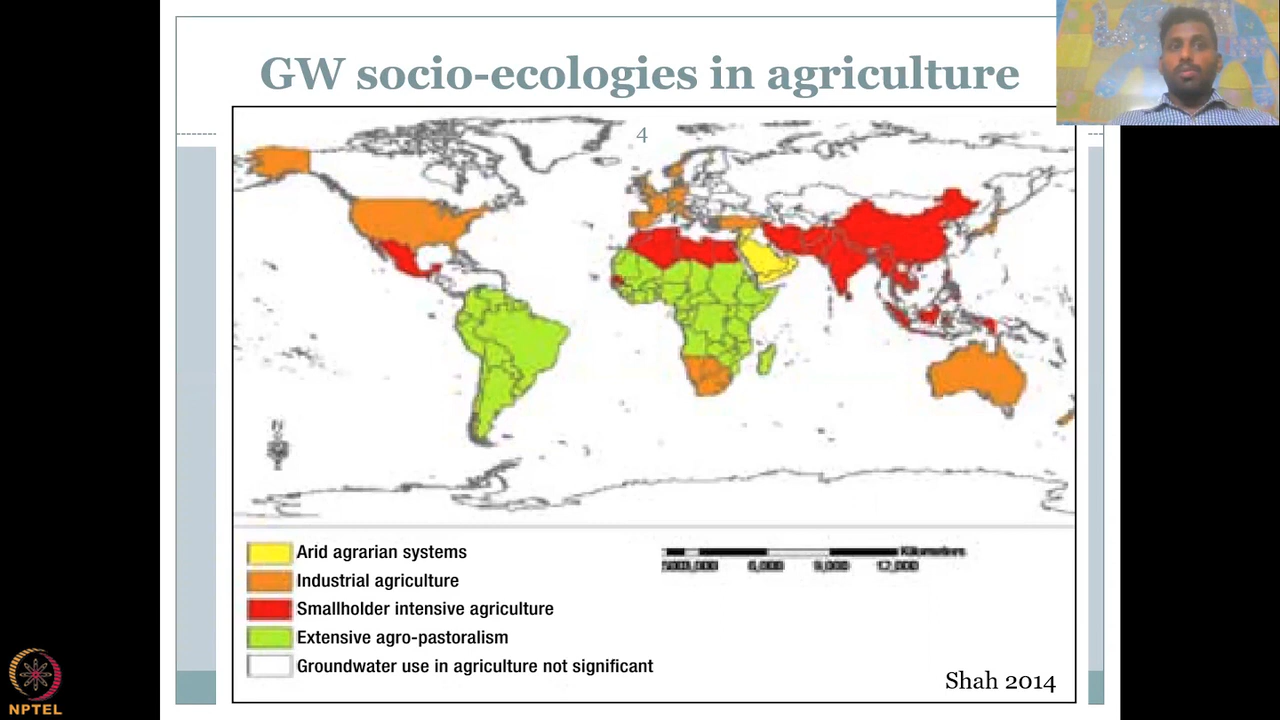 GW socio-ecologies in agriculture
4
N
Arid agrarian systems
Industrial agriculture
Smallholder intensive agriculture
Extensive agro-pastoralism
Groundwater use in agriculture not significant
Kilometers
Shah 2014
NPTEL